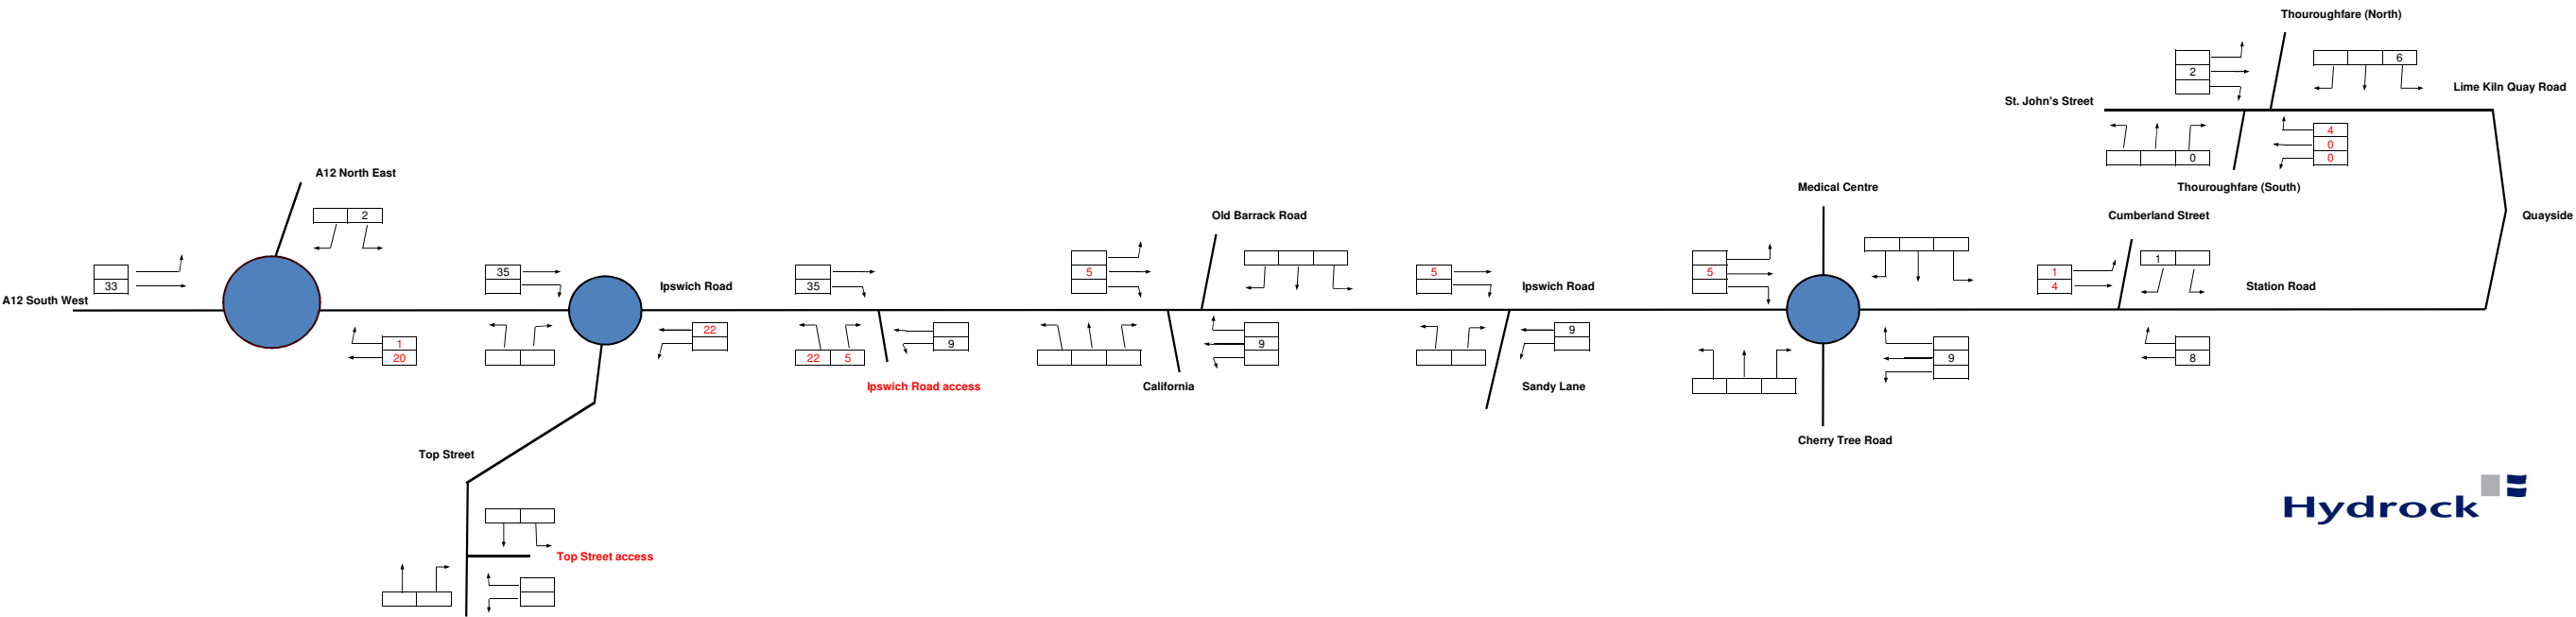 Thouroughfare (North)
2
6
Lime Kiln Quay Road
St. John's Street
4
0
0
0
A12 North East
Medical Centre
Thouroughfare (South)
2
Old Barrack Road
Cumberland Street
Quayside
33
35
Ipswich Road
35
5
5
Ipswich Road
5
1
4
1
Station Road
A12 South West
1
20
22
22 5
9
9
9
9
8
Ipswich Road access
California
Sandy Lane
Cherry Tree Road
Top Street
Hydrock
Top Street access